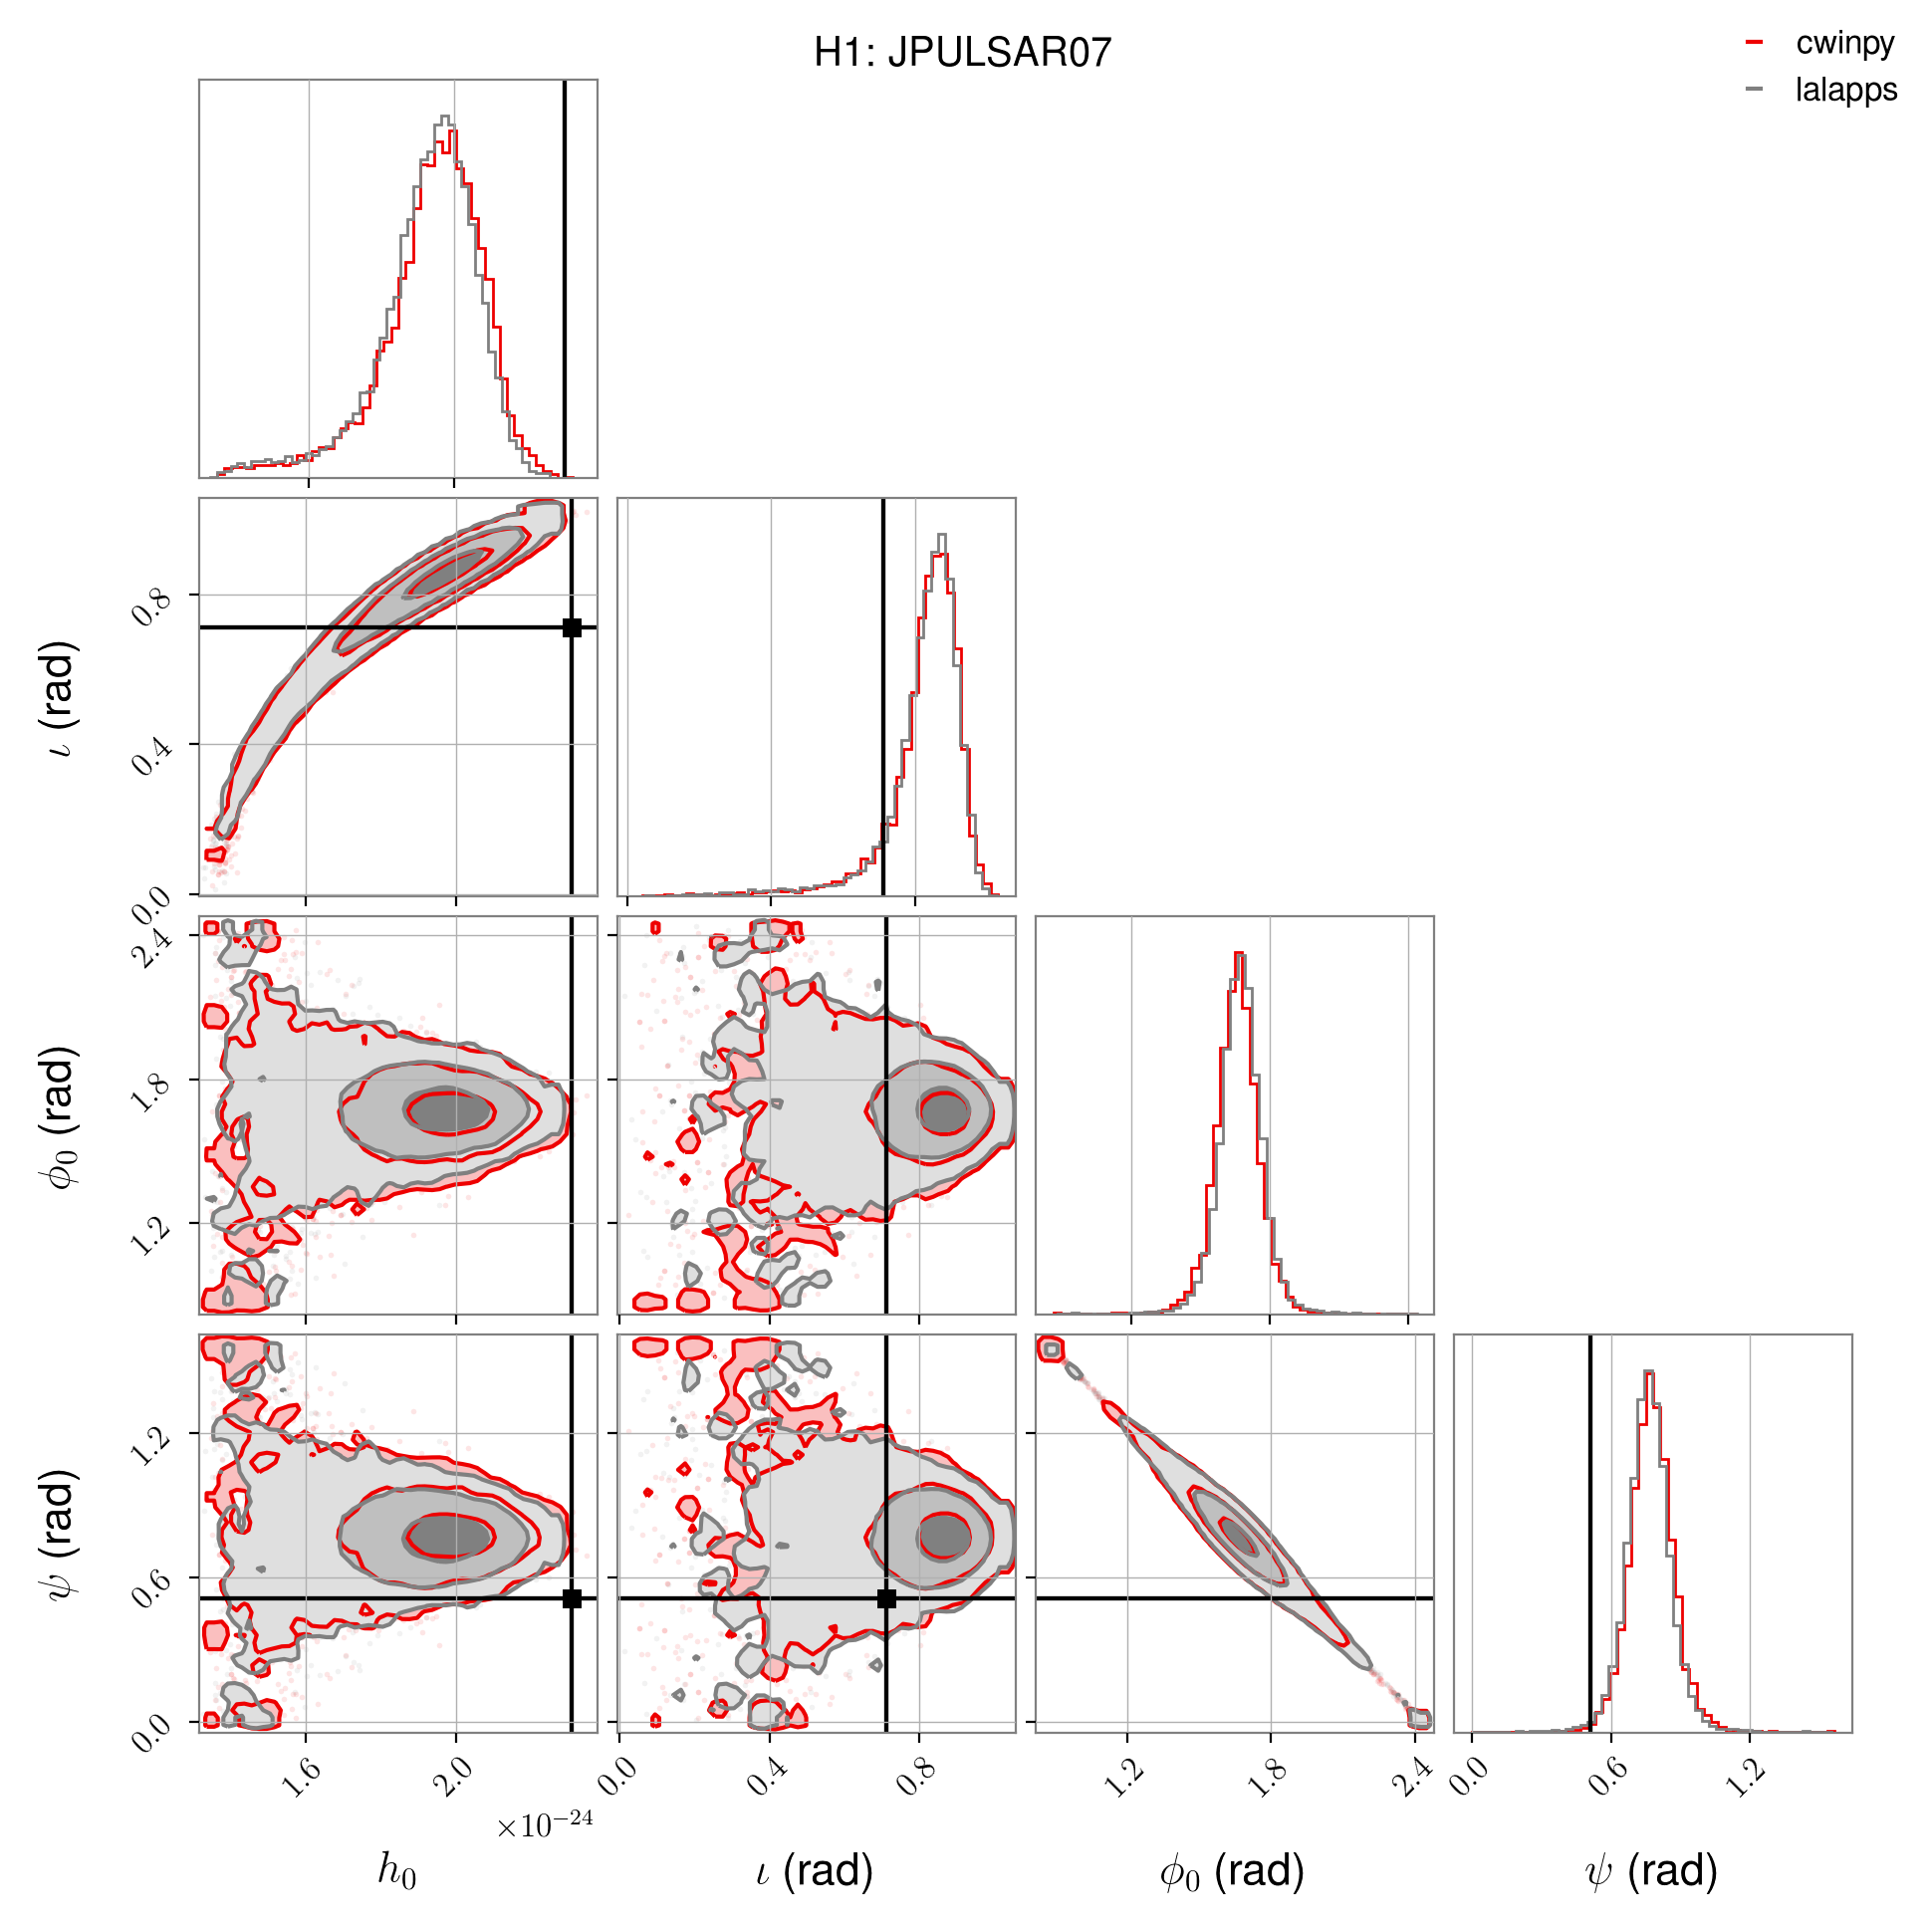 H1: JPULSAR07
cwinpy
lalapps
ι (rad)
0.8
0.4
0.0
ϕ₀ (rad)
2.4
1.8
1.2
ψ (rad)
1.2
0.6
0.0
1.6 2.0
0.0 0.4 0.8
1.2 1.8 2.4
0.0 0.6 1.2
×10⁻²⁴
h₀
ι (rad)
ϕ₀ (rad)
ψ (rad)